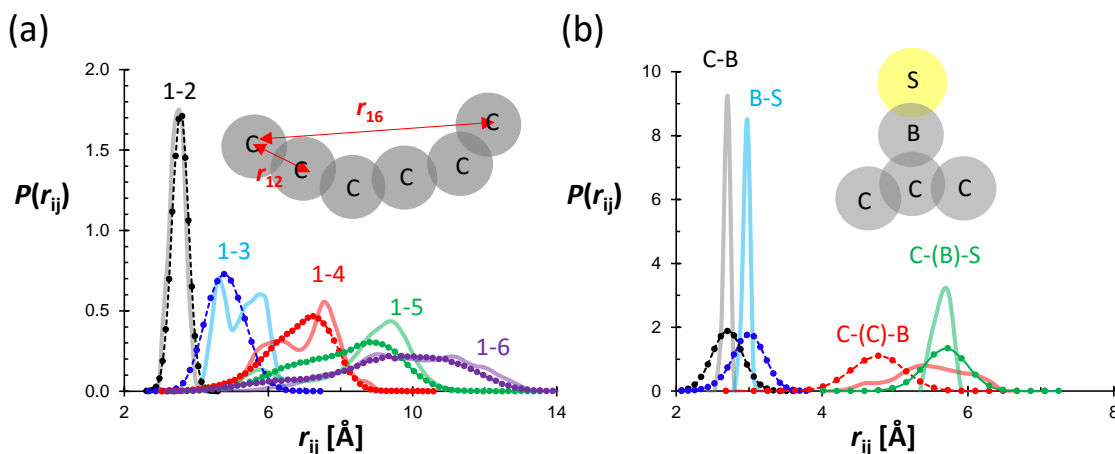 (a)
2.0
1.5
1.0
0.5
0.0
P(rij)
2
6
10
14
rij [Å]
1-2
1-3
1-4
1-5
1-6
r16
r12
C
C
C
C
C
C
(b)
10
8
6
4
2
0
P(rij)
2
4
6
8
rij [Å]
C-B
B-S
C-(C)-B
C-(B)-S
S
B
C
C
C